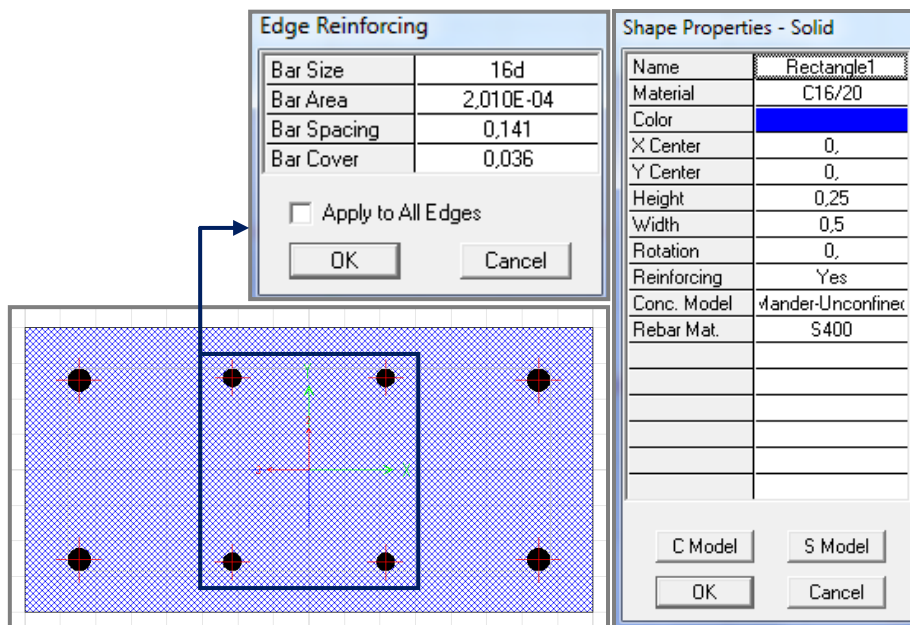 Edge Reinforcing
Bar Size 16d
Bar Area 2,010E-04
Bar Spacing 0,141
Bar Cover 0,036
Apply to All Edges
OK Cancel
Shape Properties - Solid
Name Rectangle1
Material C16/20
Color
X Center 0,
Y Center 0,
Height 0,25
Width 0,5
Rotation 0,
Reinforcing Yes
Conc. Model Mander-Unconfined
Rebar Mat. S400
C Model S Model
OK Cancel